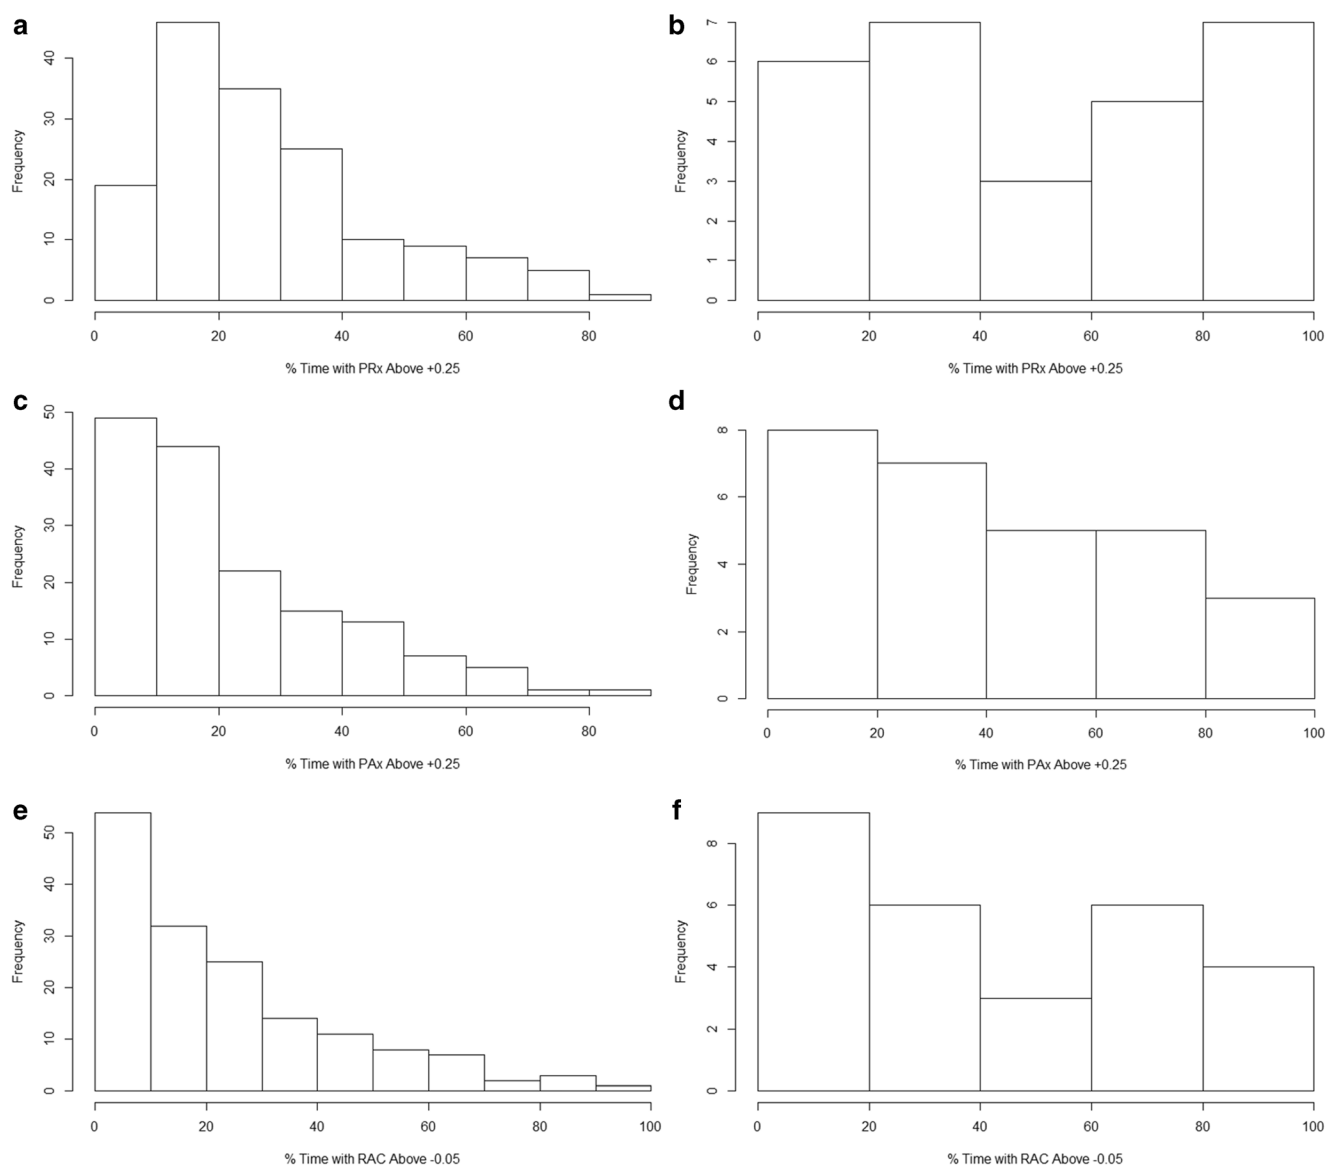 a
40
30
20
10
0
Frequency
0 20 40 60 80
% Time with PRx Above +0.25
b
7
6
5
4
3
2
1
0
Frequency
0 20 40 60 80 100
% Time with PRx Above +0.25
c
50
40
30
20
10
0
Frequency
0 20 40 60 80
% Time with PAx Above +0.25
d
8
6
4
2
0
Frequency
0 20 40 60 80 100
% Time with PAx Above +0.25
e
50
40
30
20
10
0
Frequency
0 20 40 60 80 100
% Time with RAC Above -0.05
f
8
6
4
2
0
Frequency
0 20 40 60 80 100
% Time with RAC Above -0.05